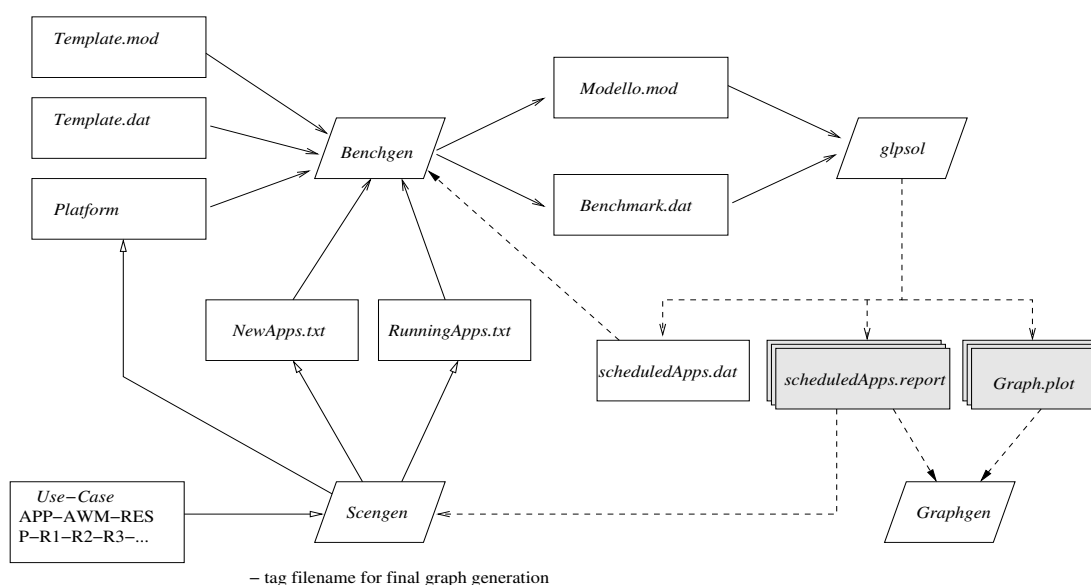 Template.mod
Template.dat
Platform
Benchgen
Modello.mod
Benchmark.dat
glpsol
NewApps.txt
RunningApps.txt
scheduledApps.dat
scheduledApps.report
Graph.plot
Use−Case
APP−AWM−RES
P−R1−R2−R3−...
Scengen
Graphgen
− tag filename for final graph generation